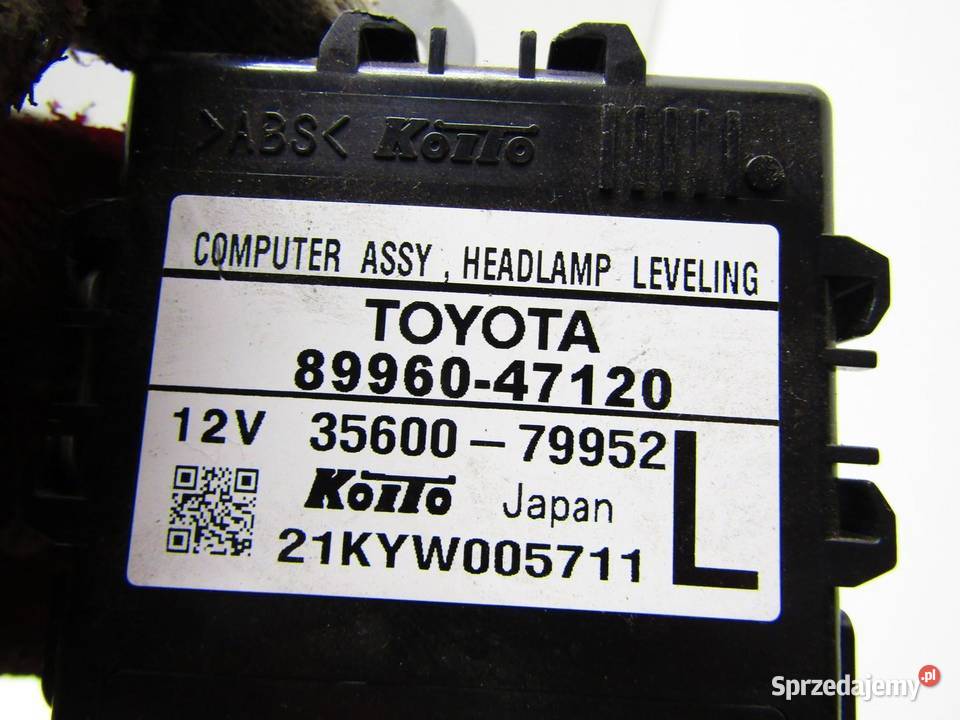 >ABS< KOITO
COMPUTER ASSY , HEADLAMP LEVELING
TOYOTA
89960-47120
12V 35600-79952 L
KOITO Japan
21KYW005711
Sprzedajemy.pl